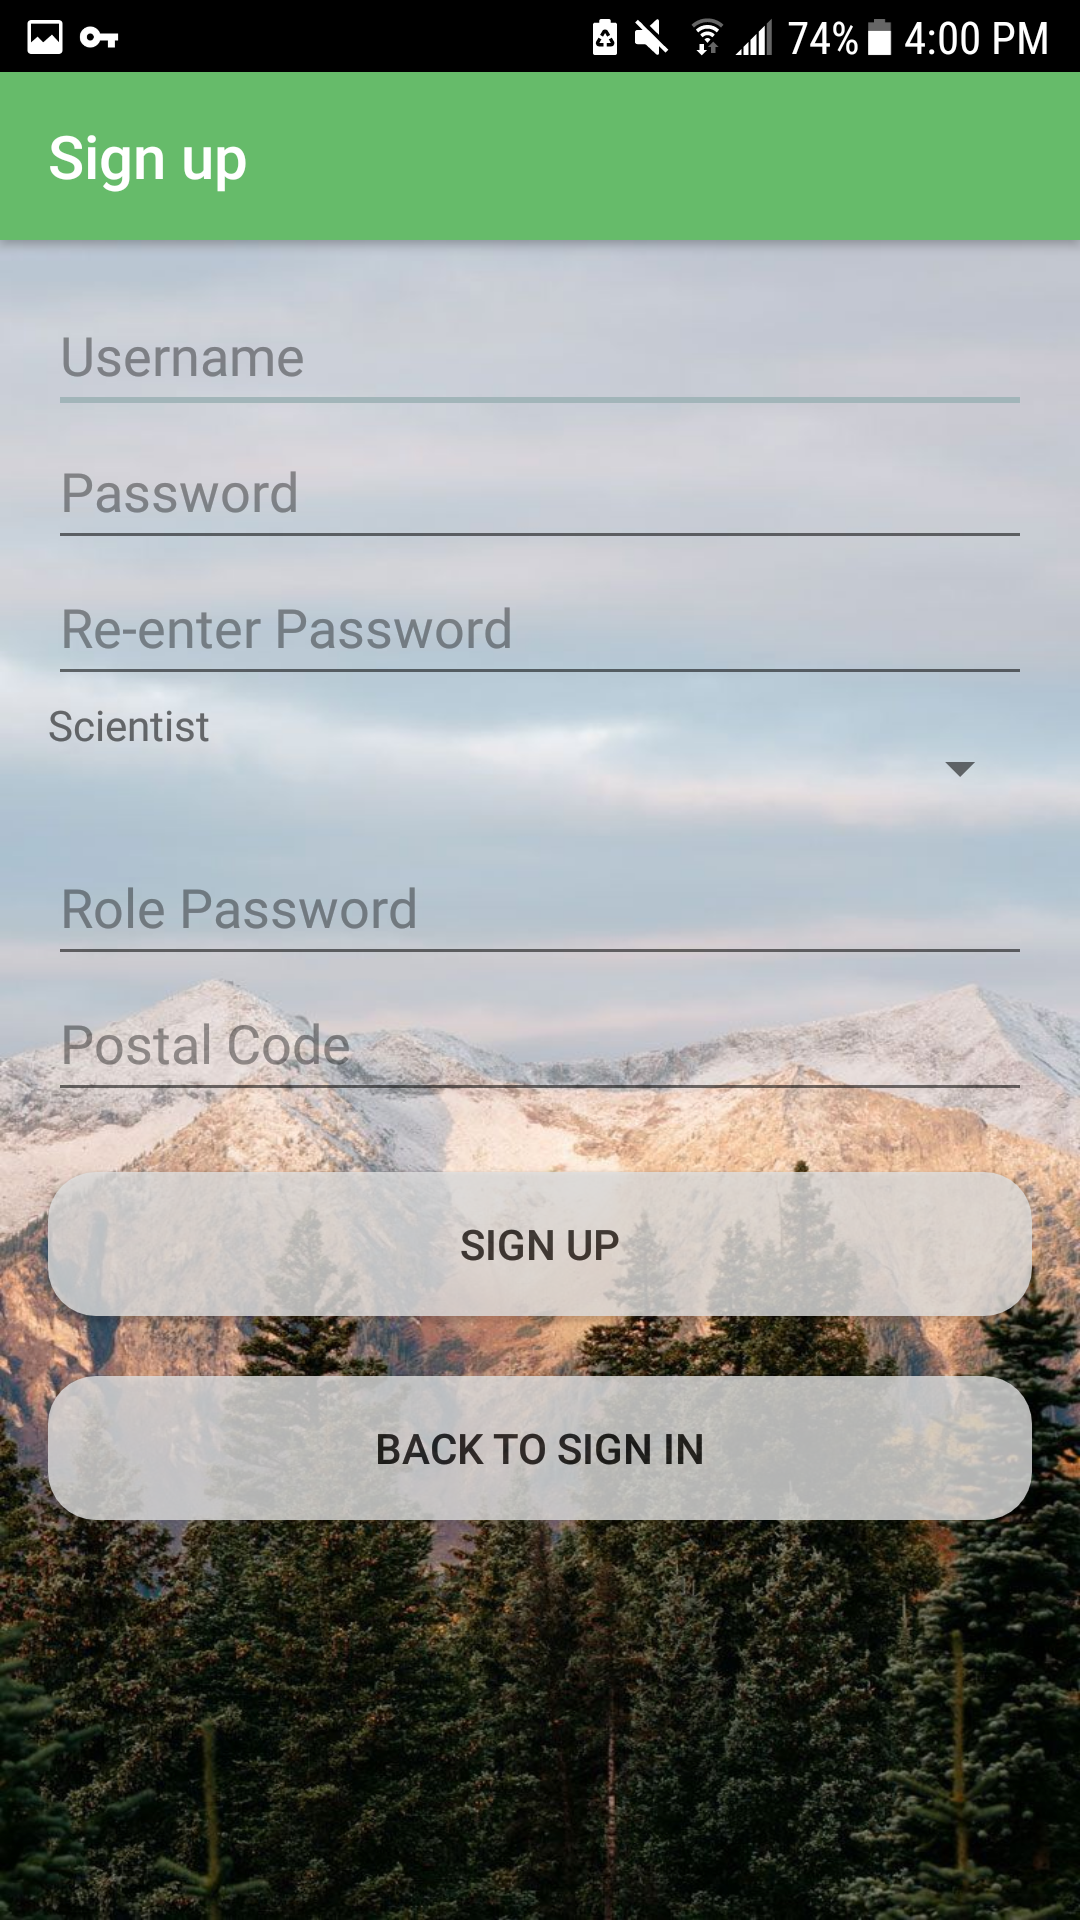 74% 4:00 PM
Sign up
Username
Password
Re-enter Password
Scientist
Role Password
Postal Code
SIGN UP
BACK TO SIGN IN